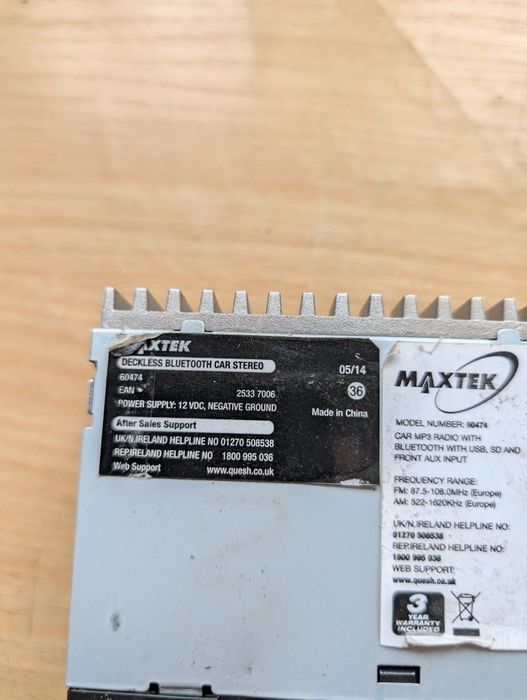 MAXTEK
DECKLESS BLUETOOTH CAR STEREO
60474
EAN 2533 7006
POWER SUPPLY: 12 VDC, NEGATIVE GROUND
After Sales Support
UK/N.IRELAND HELPLINE NO 01270 508538
REP.IRELAND HELPLINE NO 1800 995 036
Web Support www.quesh.co.uk
05/14
36
Made in China
MAXTEK
MODEL NUMBER: 60474
CAR MP3 RADIO WITH
BLUETOOTH WITH USB, SD AND
FRONT AUX INPUT
FREQUENCY RANGE:
FM: 87.5-108.0MHz (Europe)
AM: 522-1620KHz (Europe)
UK/N.IRELAND HELPLINE NO:
01270 508538
REP.IRELAND HELPLINE NO:
1800 995 036
WEB SUPPORT:
www.quesh.co.uk
3
YEAR
WARRANTY
INCLUDED